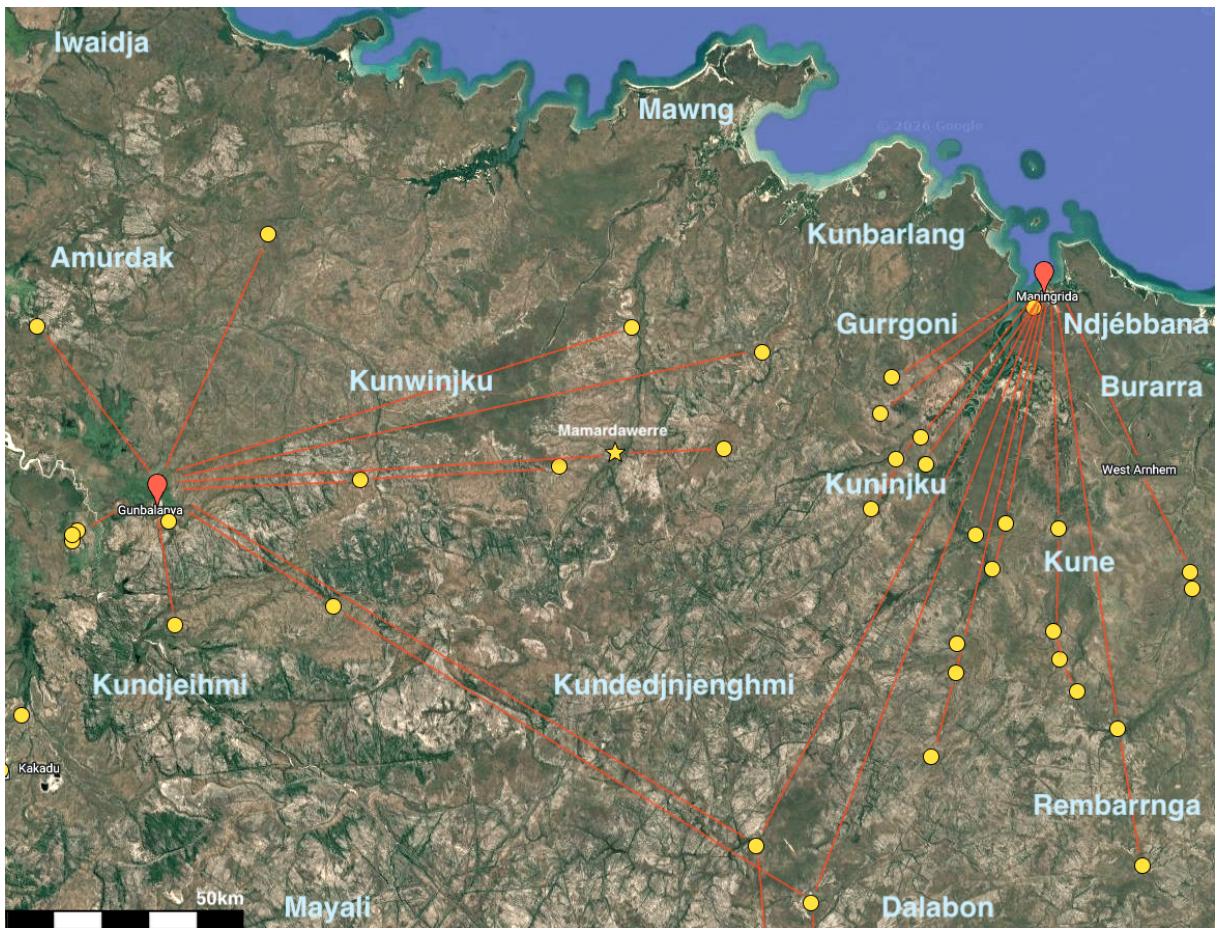 Iwaidja
Mawng
© 2026 Google
Kunbarlang
Amurdak
Maningrida
Gurrgoni
Ndjébbana
Kunwinjku
Burarra
Mamardawerre
West Arnhem
Kuninjku
Gunbalanya
Kune
Kundjeihmi
Kundedjnjenghmi
Kakadu
Rembarrnga
50km
Mayali
Dalabon